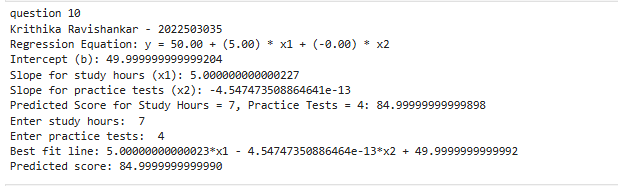 question 10
Krithika Ravishankar - 2022503035
Regression Equation: y = 50.00 + (5.00) * x1 + (-0.00) * x2
Intercept (b): 49.999999999999204
Slope for study hours (x1): 5.000000000000227
Slope for practice tests (x2): -4.547473508864641e-13
Predicted Score for Study Hours = 7, Practice Tests = 4: 84.99999999999898
Enter study hours:  7
Enter practice tests:  4
Best fit line: 5.00000000000023*x1 - 4.54747350886464e-13*x2 + 49.9999999999992
Predicted score: 84.9999999999990